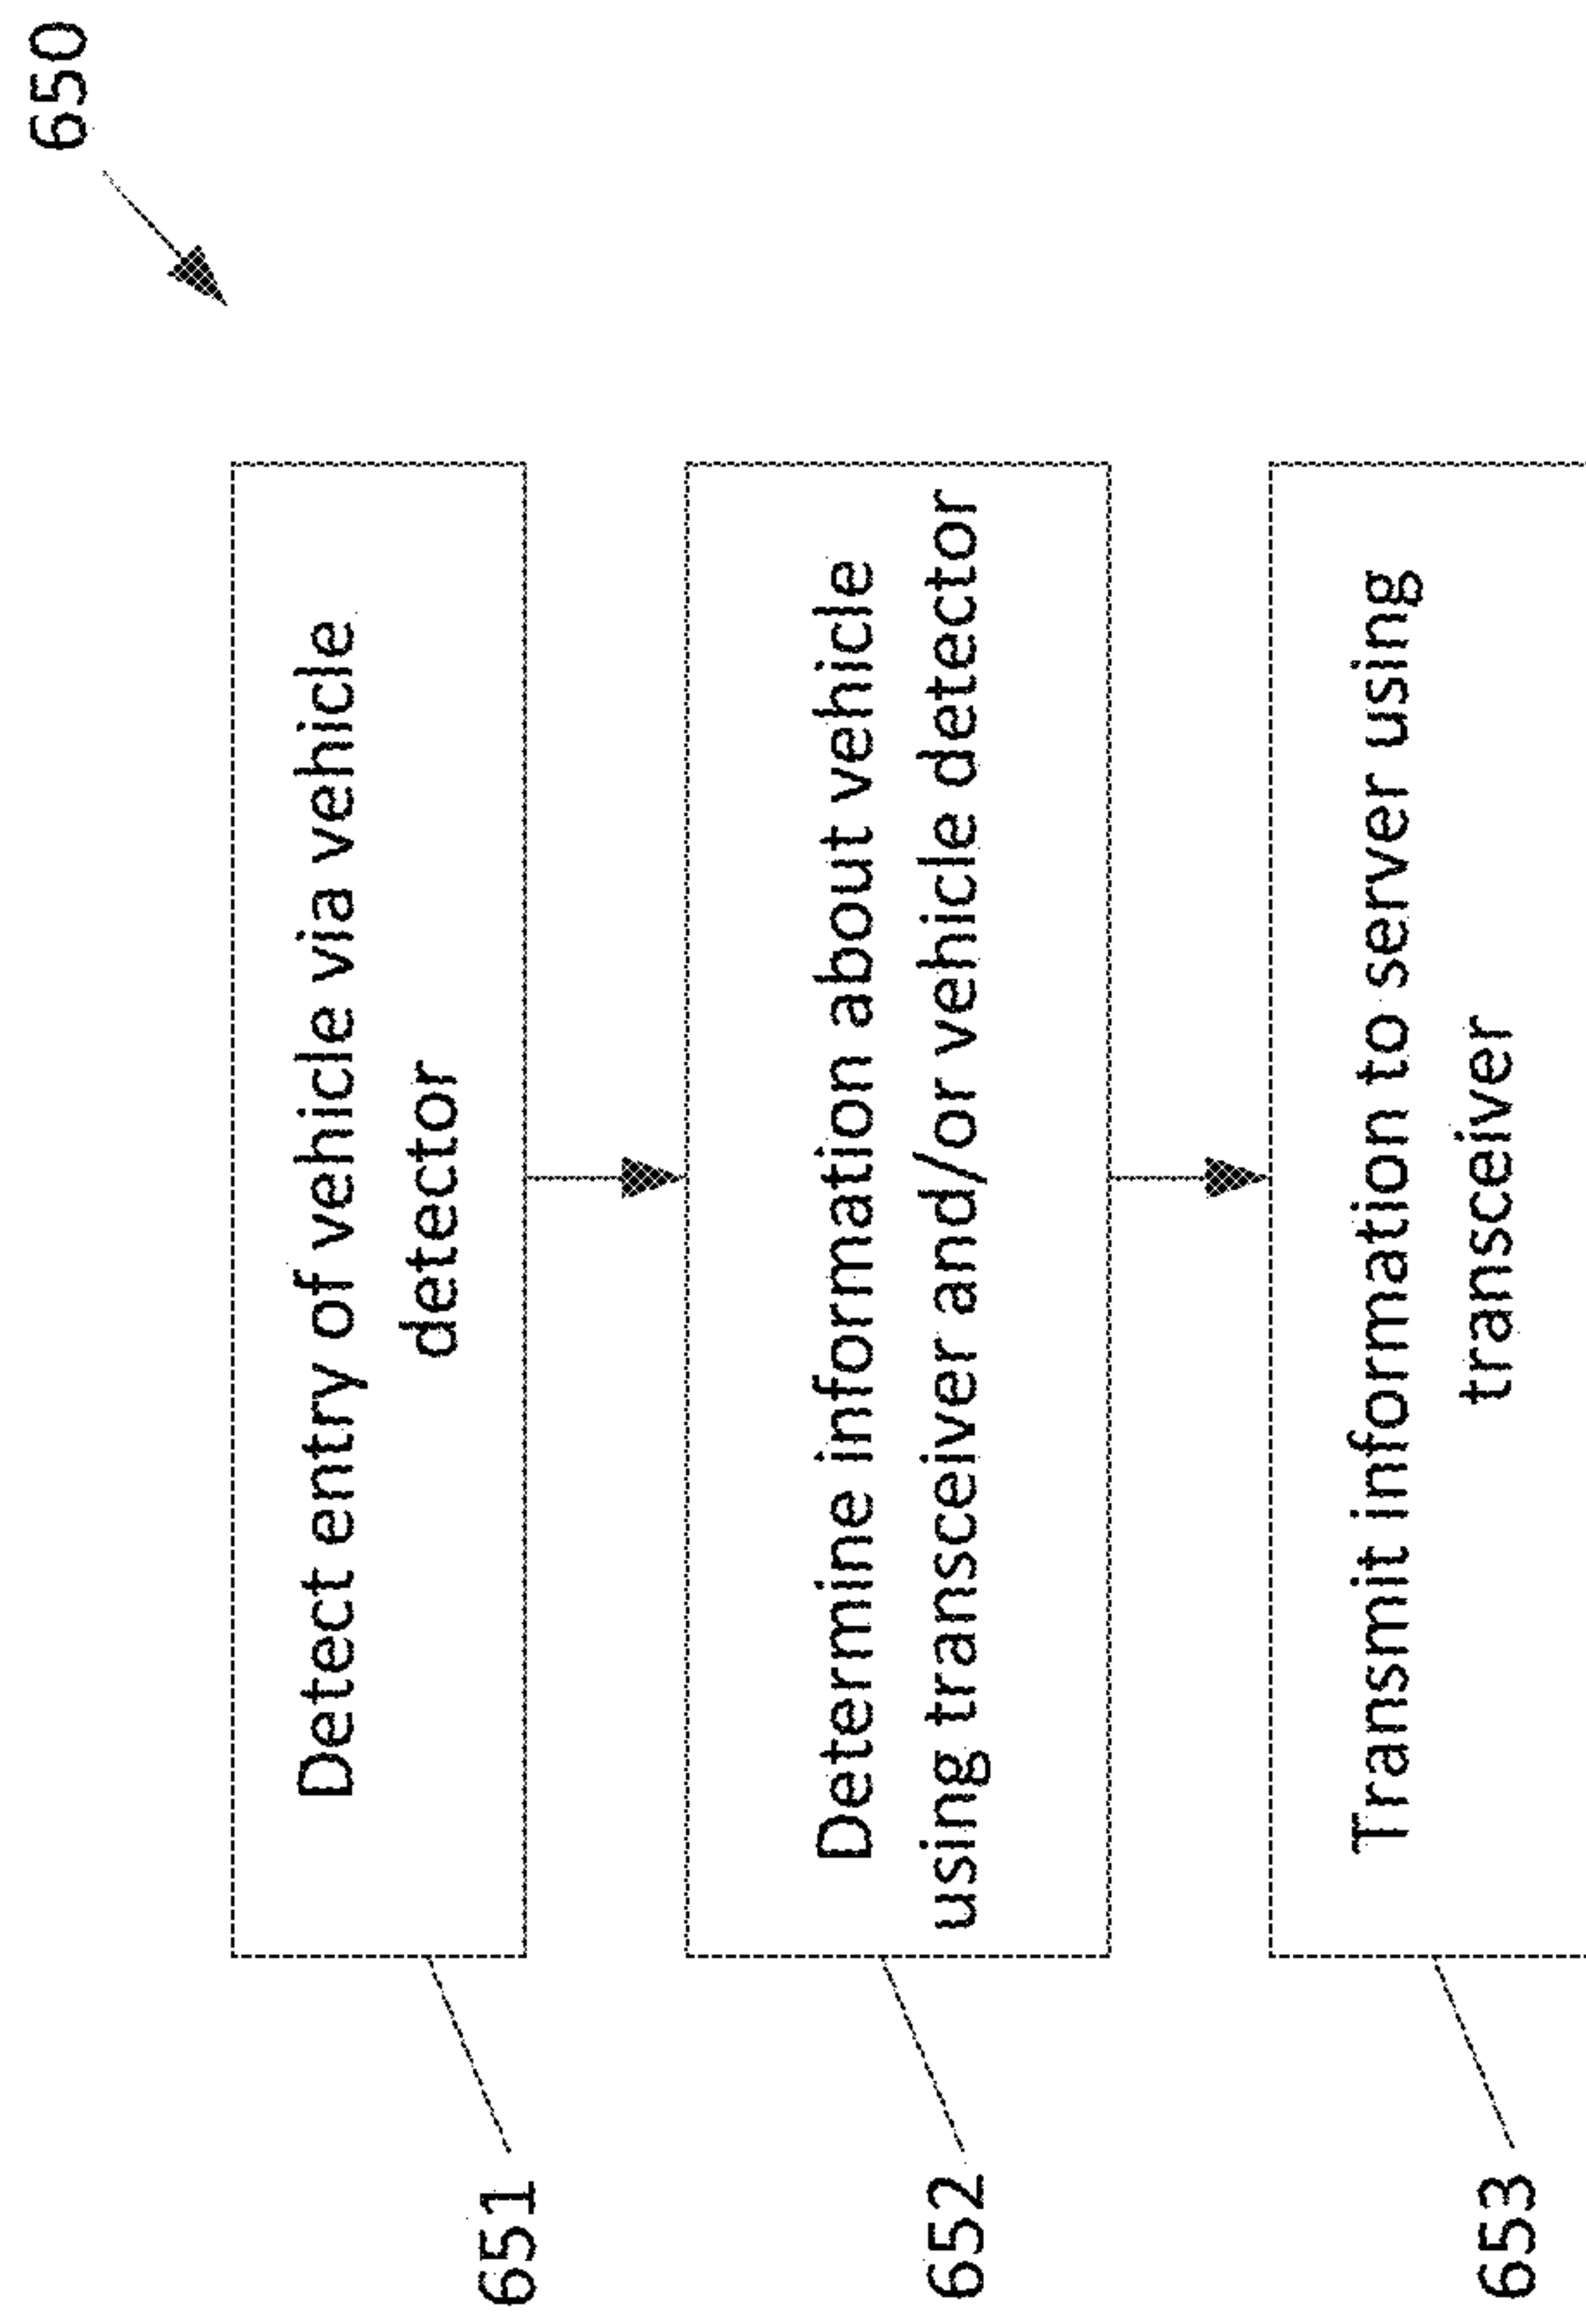 650
651
Detect entry of vehicle via vehicle
detector
652
Determine information about vehicle
using transceiver and/or vehicle detector
653
Transmit information to server using
transceiver